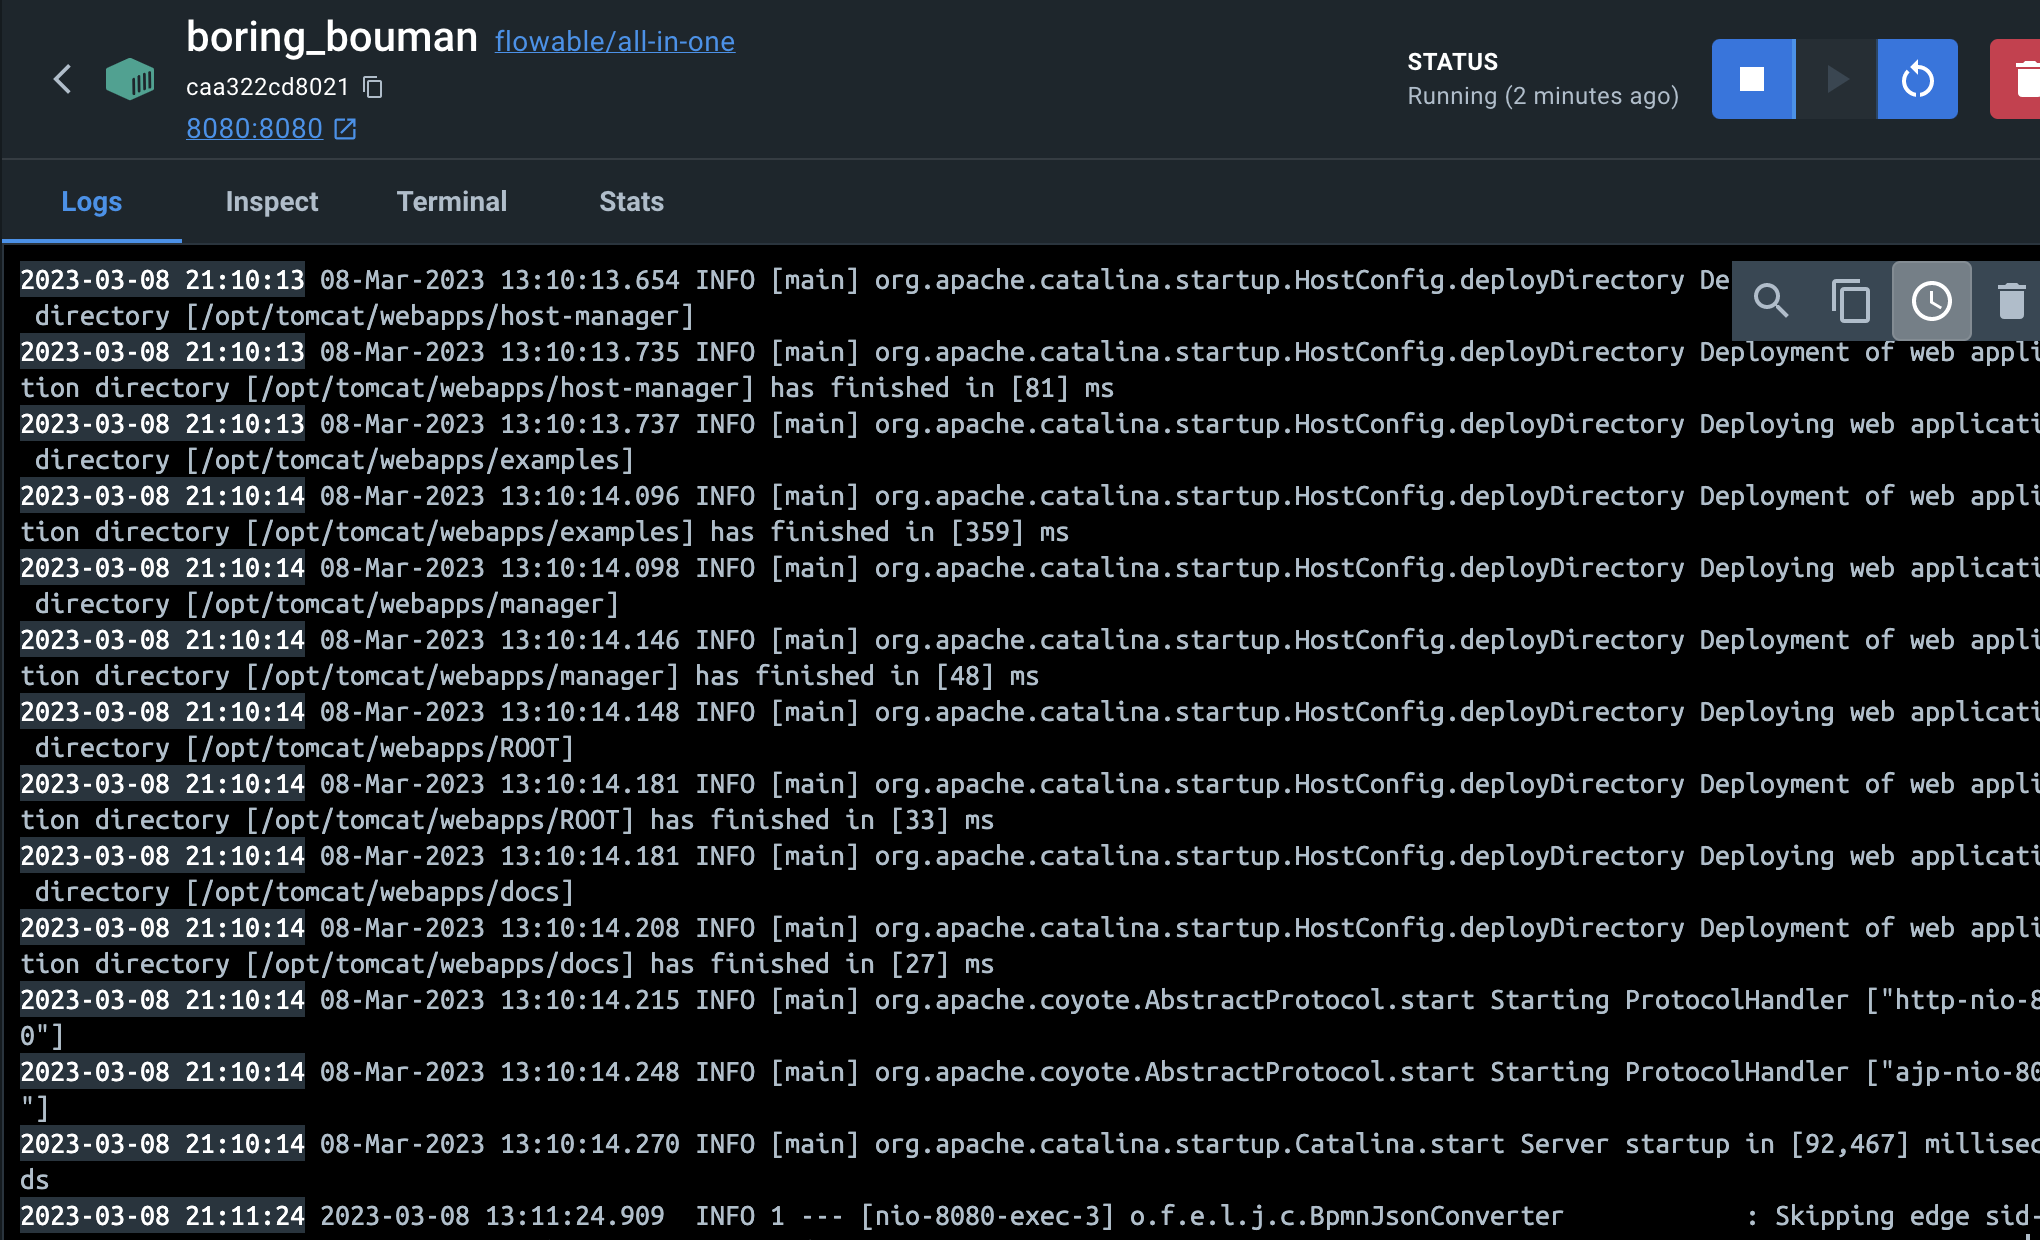 boring_bouman flowable/all-in-one
caa322cd8021
8080:8080
STATUS
Running (2 minutes ago)
Logs Inspect Terminal Stats
2023-03-08 21:10:13 08-Mar-2023 13:10:13.654 INFO [main] org.apache.catalina.startup.HostConfig.deployDirectory De
directory [/opt/tomcat/webapps/host-manager]
2023-03-08 21:10:13 08-Mar-2023 13:10:13.735 INFO [main] org.apache.catalina.startup.HostConfig.deployDirectory Deployment of web appli
tion directory [/opt/tomcat/webapps/host-manager] has finished in [81] ms
2023-03-08 21:10:13 08-Mar-2023 13:10:13.737 INFO [main] org.apache.catalina.startup.HostConfig.deployDirectory Deploying web applicati
directory [/opt/tomcat/webapps/examples]
2023-03-08 21:10:14 08-Mar-2023 13:10:14.096 INFO [main] org.apache.catalina.startup.HostConfig.deployDirectory Deployment of web appli
tion directory [/opt/tomcat/webapps/examples] has finished in [359] ms
2023-03-08 21:10:14 08-Mar-2023 13:10:14.098 INFO [main] org.apache.catalina.startup.HostConfig.deployDirectory Deploying web applicati
directory [/opt/tomcat/webapps/manager]
2023-03-08 21:10:14 08-Mar-2023 13:10:14.146 INFO [main] org.apache.catalina.startup.HostConfig.deployDirectory Deployment of web appli
tion directory [/opt/tomcat/webapps/manager] has finished in [48] ms
2023-03-08 21:10:14 08-Mar-2023 13:10:14.148 INFO [main] org.apache.catalina.startup.HostConfig.deployDirectory Deploying web applicati
directory [/opt/tomcat/webapps/ROOT]
2023-03-08 21:10:14 08-Mar-2023 13:10:14.181 INFO [main] org.apache.catalina.startup.HostConfig.deployDirectory Deployment of web appli
tion directory [/opt/tomcat/webapps/ROOT] has finished in [33] ms
2023-03-08 21:10:14 08-Mar-2023 13:10:14.181 INFO [main] org.apache.catalina.startup.HostConfig.deployDirectory Deploying web applicati
directory [/opt/tomcat/webapps/docs]
2023-03-08 21:10:14 08-Mar-2023 13:10:14.208 INFO [main] org.apache.catalina.startup.HostConfig.deployDirectory Deployment of web appli
tion directory [/opt/tomcat/webapps/docs] has finished in [27] ms
2023-03-08 21:10:14 08-Mar-2023 13:10:14.215 INFO [main] org.apache.coyote.AbstractProtocol.start Starting ProtocolHandler ["http-nio-8
0"]
2023-03-08 21:10:14 08-Mar-2023 13:10:14.248 INFO [main] org.apache.coyote.AbstractProtocol.start Starting ProtocolHandler ["ajp-nio-80
"]
2023-03-08 21:10:14 08-Mar-2023 13:10:14.270 INFO [main] org.apache.catalina.startup.Catalina.start Server startup in [92,467] millisec
ds
2023-03-08 21:11:24 2023-03-08 13:11:24.909 INFO 1 --- [nio-8080-exec-3] o.f.e.l.j.c.BpmnJsonConverter : Skipping edge sid-